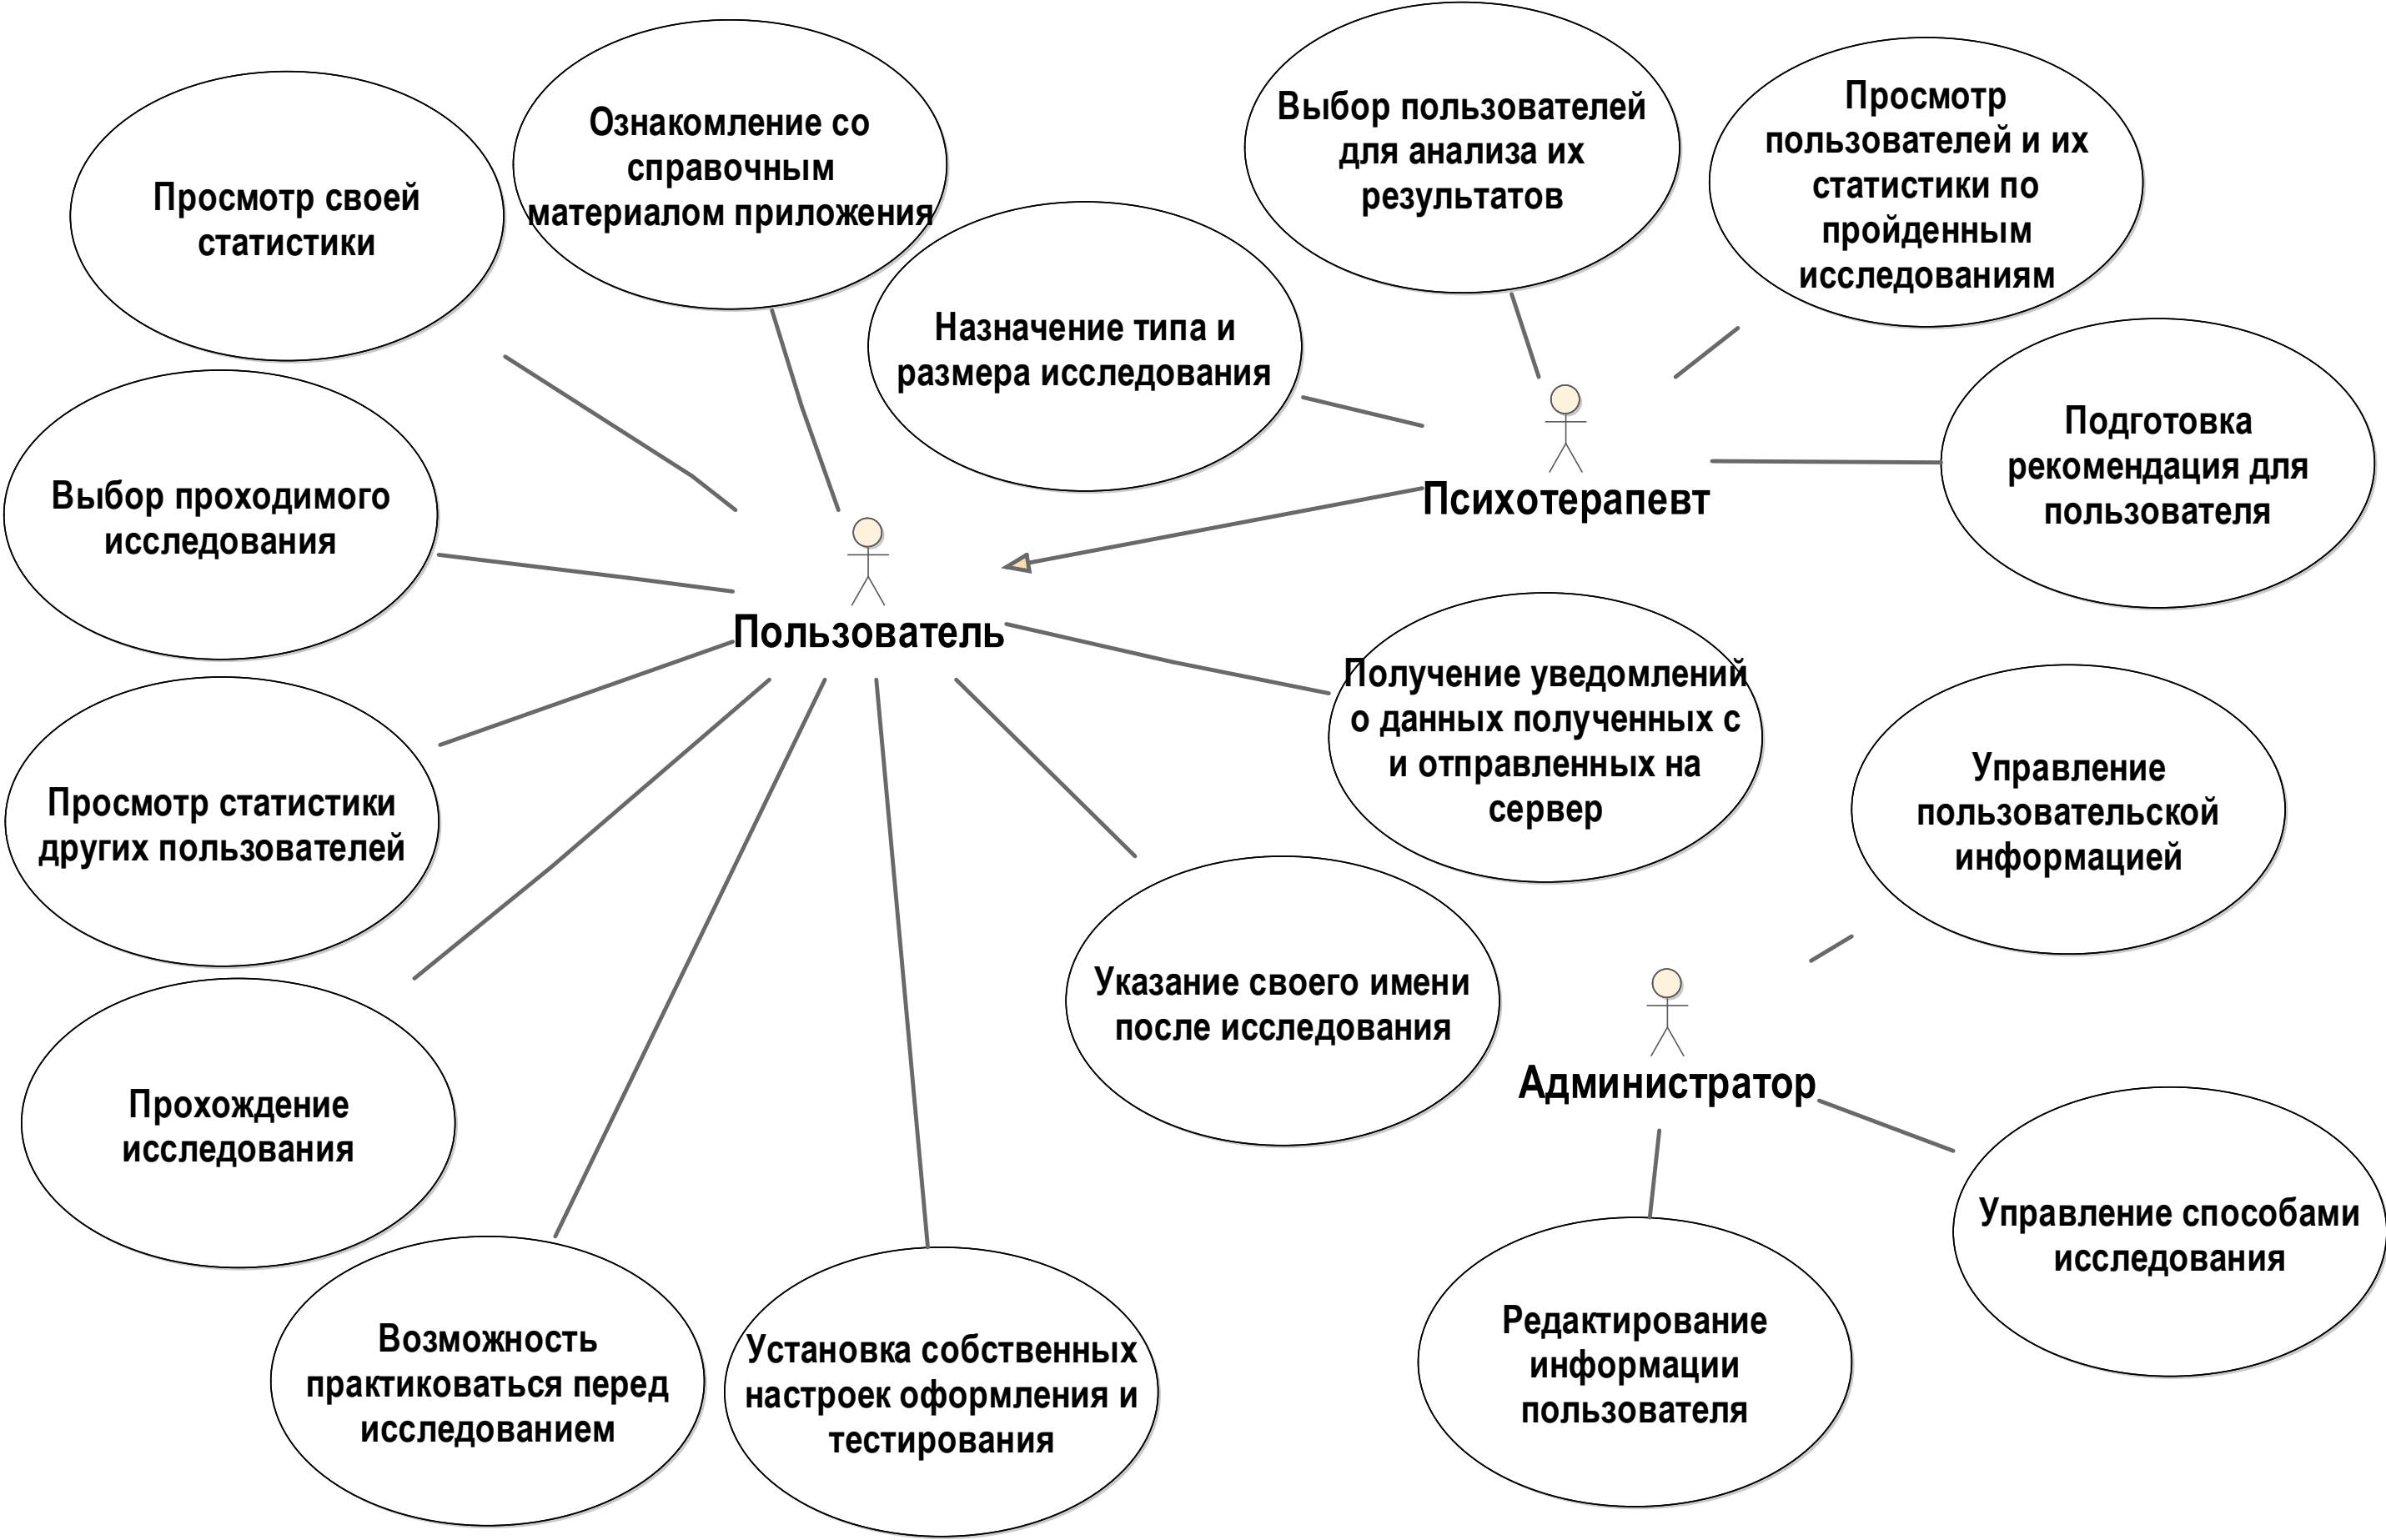 Просмотр своей
статистики
Ознакомление со
справочным
материалом приложения
Назначение типа и
размера исследования
Выбор пользователей
для анализа их
результатов
Просмотр
пользователей и их
статистики по
пройденным
исследованиям
Подготовка
рекомендация для
пользователя
Психотерапевт
Выбор проходимого
исследования
Пользователь
Получение уведомлений
о данных полученных с
и отправленных на
сервер
Управление
пользовательской
информацией
Просмотр статистики
других пользователей
Указание своего имени
после исследования
Администратор
Прохождение
исследования
Управление способами
исследования
Возможность
практиковаться перед
исследованием
Установка собственных
настроек оформления и
тестирования
Редактирование
информации
пользователя